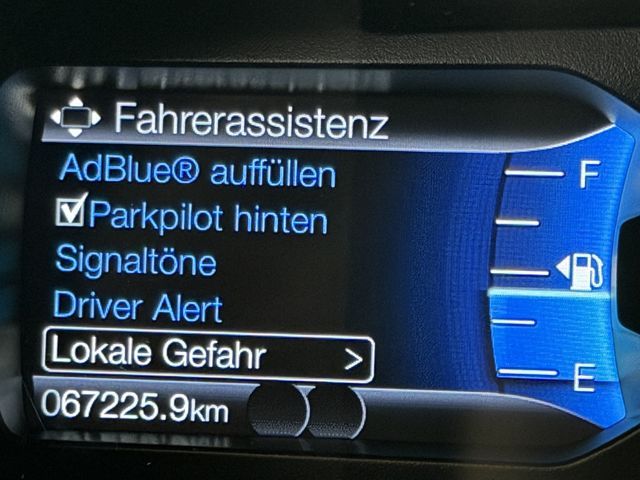 Fahrerassistenz
AdBlue® auffüllen
Parkpilot hinten
Signaltöne
Driver Alert
Lokale Gefahr >
067225.9km
F
E